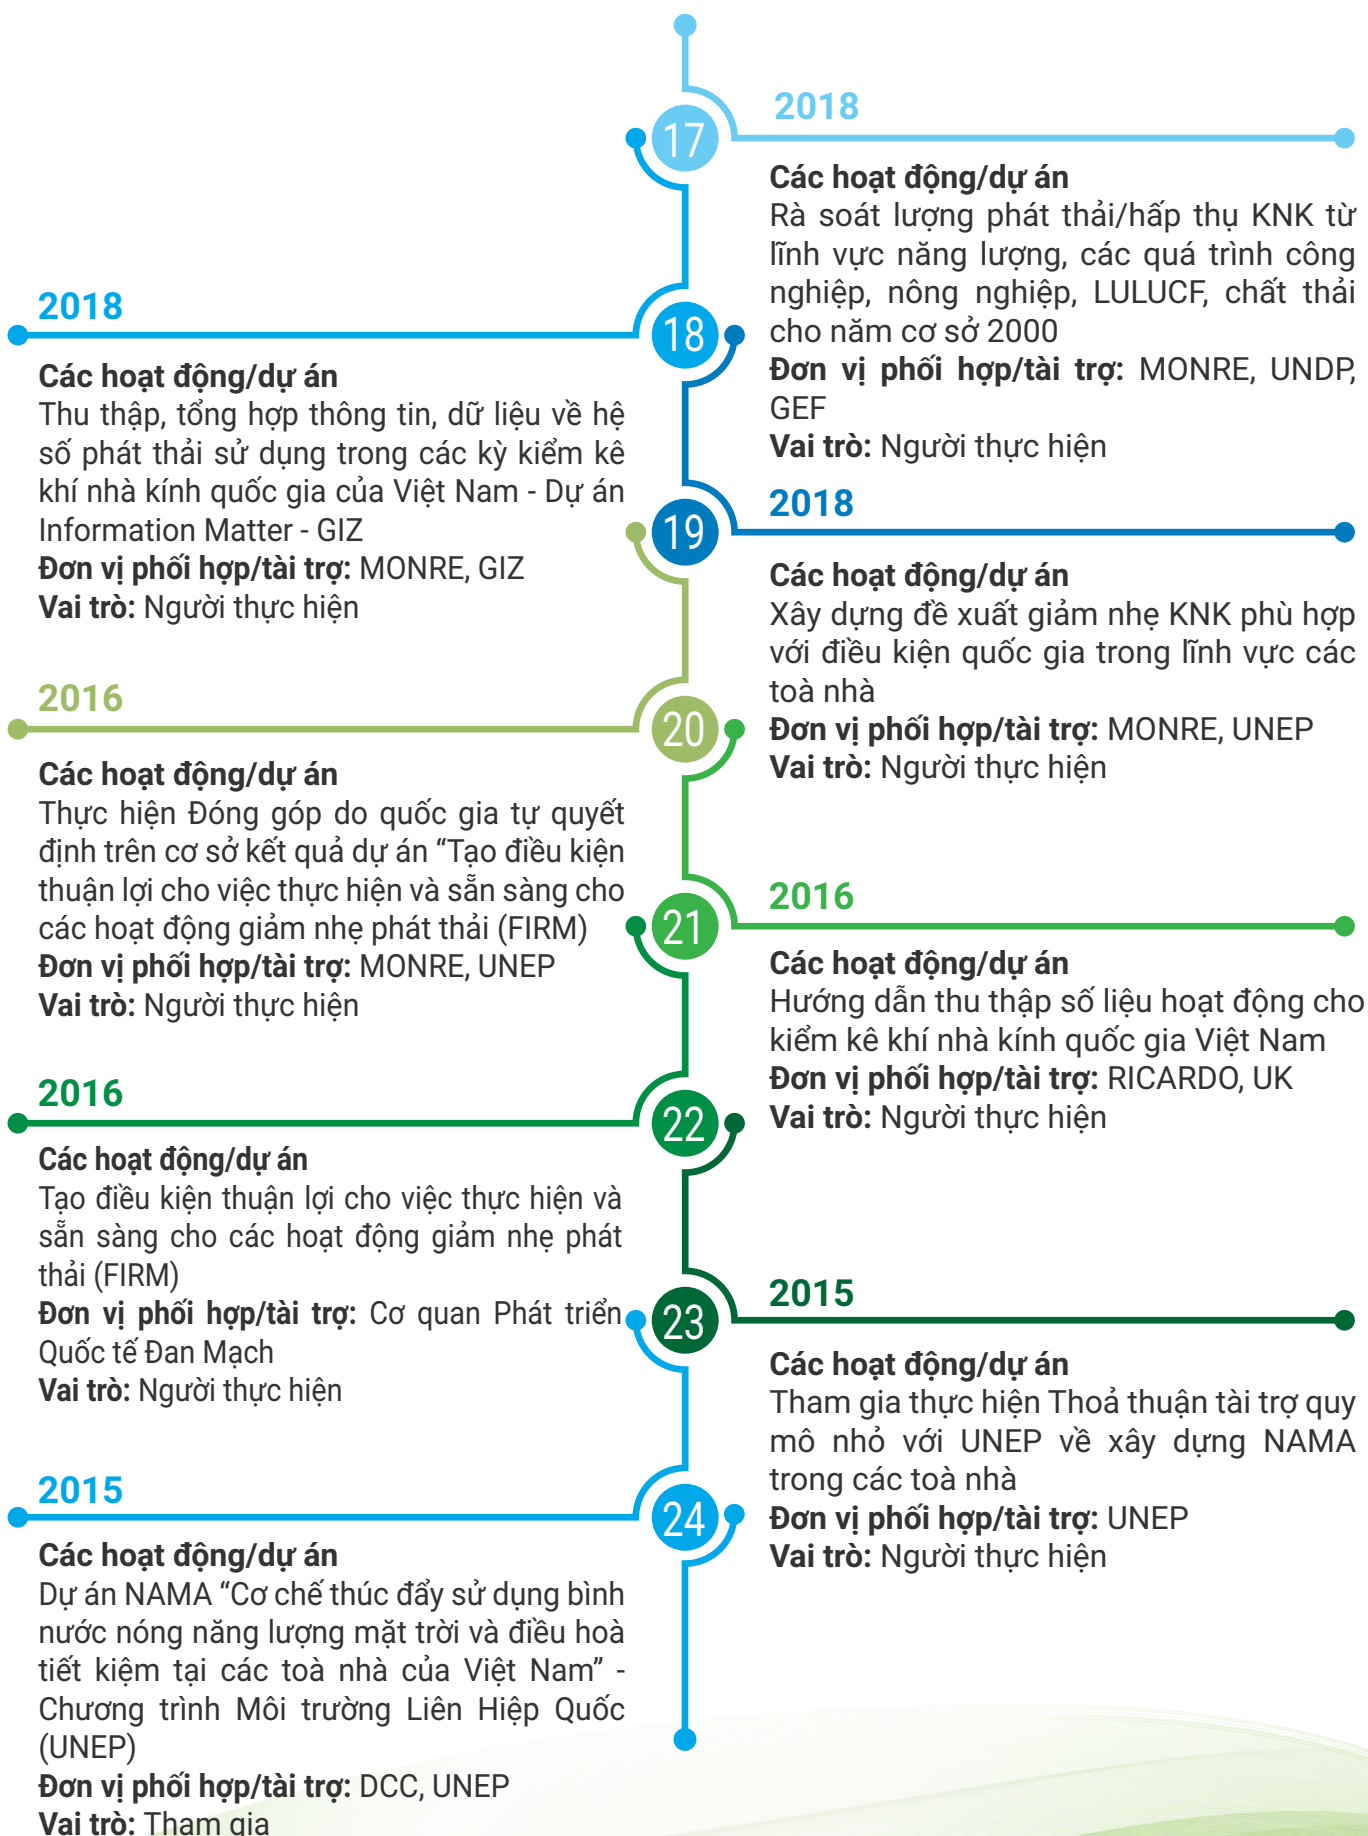 17
2018
Các hoạt động/dự án
Rà soát lượng phát thải/hấp thụ KNK từ
lĩnh vực năng lượng, các quá trình công
nghiệp, nông nghiệp, LULUCF, chất thải
cho năm cơ sở 2000
Đơn vị phối hợp/tài trợ: MONRE, UNDP,
GEF
Vai trò: Người thực hiện
18
2018
Các hoạt động/dự án
Thu thập, tổng hợp thông tin, dữ liệu về hệ
số phát thải sử dụng trong các kỳ kiểm kê
khí nhà kính quốc gia của Việt Nam - Dự án
Information Matter - GIZ
Đơn vị phối hợp/tài trợ: MONRE, GIZ
Vai trò: Người thực hiện
19
2018
Các hoạt động/dự án
Xây dựng đề xuất giảm nhẹ KNK phù hợp
với điều kiện quốc gia trong lĩnh vực các
toà nhà
Đơn vị phối hợp/tài trợ: MONRE, UNEP
Vai trò: Người thực hiện
20
2016
Các hoạt động/dự án
Thực hiện Đóng góp do quốc gia tự quyết
định trên cơ sở kết quả dự án “Tạo điều kiện
thuận lợi cho việc thực hiện và sẵn sàng cho
các hoạt động giảm nhẹ phát thải (FIRM)
Đơn vị phối hợp/tài trợ: MONRE, UNEP
Vai trò: Người thực hiện
21
2016
Các hoạt động/dự án
Hướng dẫn thu thập số liệu hoạt động cho
kiểm kê khí nhà kính quốc gia Việt Nam
Đơn vị phối hợp/tài trợ: RICARDO, UK
Vai trò: Người thực hiện
22
2016
Các hoạt động/dự án
Tạo điều kiện thuận lợi cho việc thực hiện và
sẵn sàng cho các hoạt động giảm nhẹ phát
thải (FIRM)
Đơn vị phối hợp/tài trợ: Cơ quan Phát triển
Quốc tế Đan Mạch
Vai trò: Người thực hiện
23
2015
Các hoạt động/dự án
Tham gia thực hiện Thoả thuận tài trợ quy
mô nhỏ với UNEP về xây dựng NAMA
trong các toà nhà
Đơn vị phối hợp/tài trợ: UNEP
Vai trò: Người thực hiện
24
2015
Các hoạt động/dự án
Dự án NAMA “Cơ chế thúc đẩy sử dụng bình
nước nóng năng lượng mặt trời và điều hoà
tiết kiệm tại các toà nhà của Việt Nam” -
Chương trình Môi trường Liên Hiệp Quốc
(UNEP)
Đơn vị phối hợp/tài trợ: DCC, UNEP
Vai trò: Tham gia